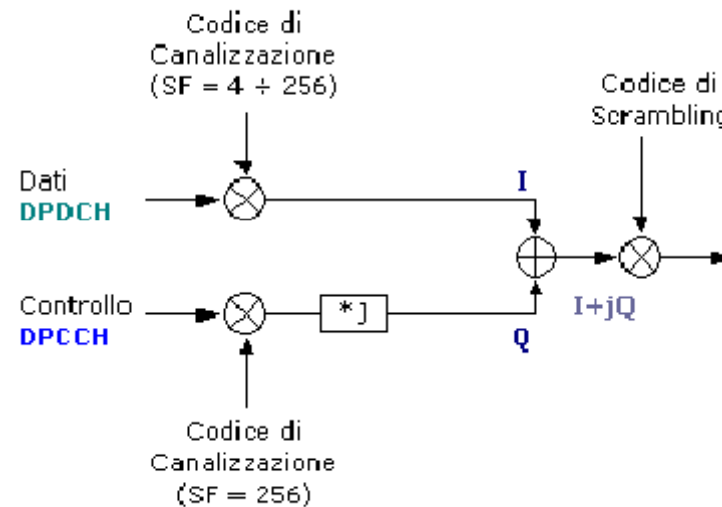 Codice di
Canalizzazione
(SF = 4 ÷ 256)
Codice di
Scrambling
Dati
DPDCH
I
Controllo
DPCCH
*j
I+jQ
Q
Codice di
Canalizzazione
(SF = 256)